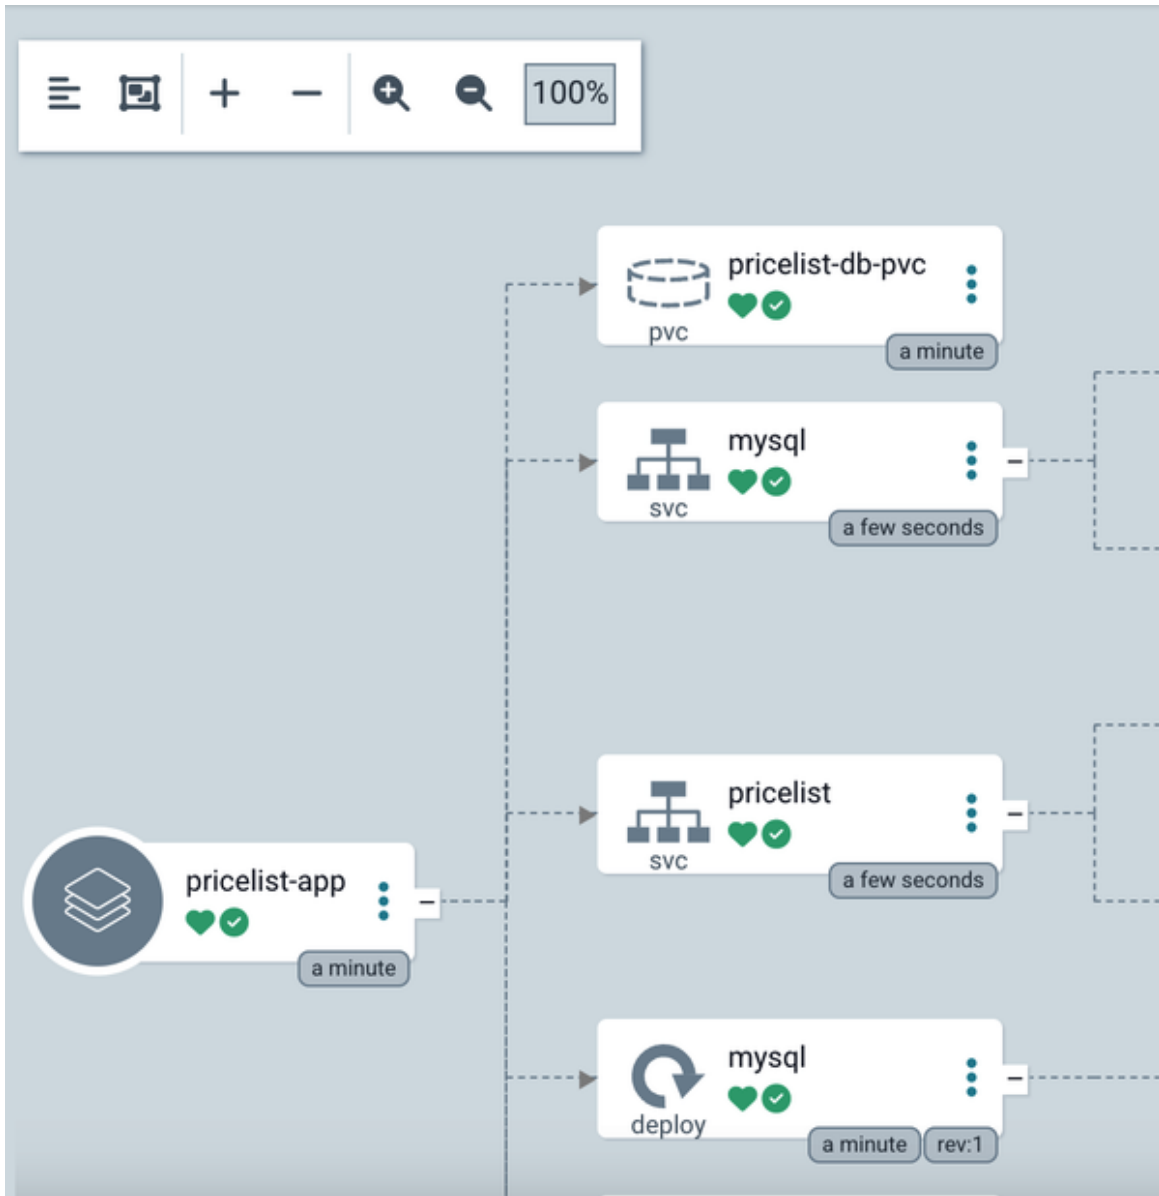 100%
pricelist-db-pvc
pvc
a minute
mysql
svc
a few seconds
pricelist
svc
a few seconds
pricelist-app
a minute
mysql
deploy
a minute
rev:1